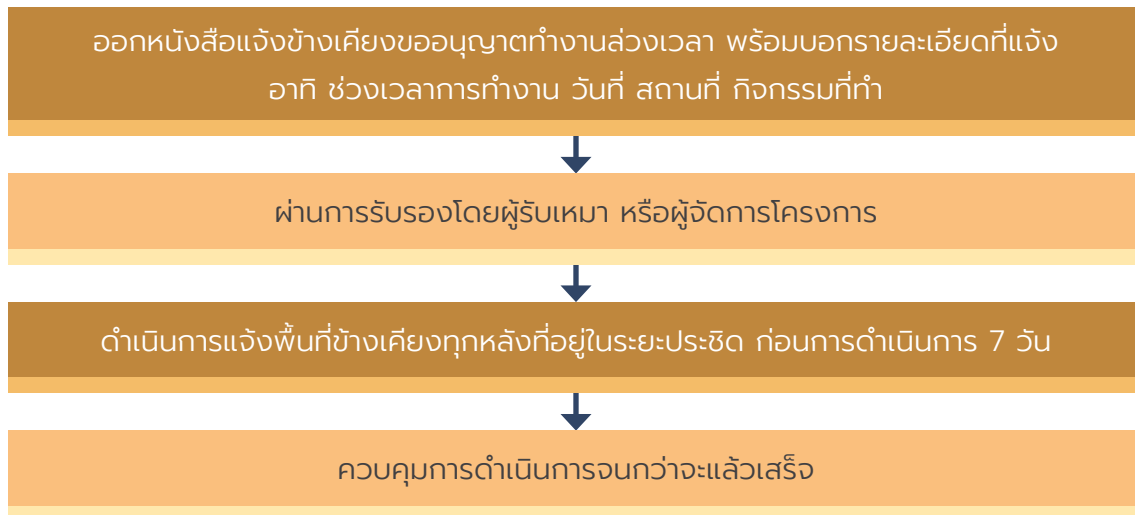 ออกหนังสือแจ้งข้างเคียงขออนุญาตทำงานล่วงเวลา พร้อมบอกรายละเอียดที่แจ้ง
อาทิ ช่วงเวลาการทำงาน วันที่ สถานที่ กิจกรรมที่ทำ
ผ่านการรับรองโดยผู้รับเหมา หรือผู้จัดการโครงการ
ดำเนินการแจ้งพื้นที่ข้างเคียงทุกหลังที่อยู่ในระยะประชิด ก่อนการดำเนินการ 7 วัน
ควบคุมการดำเนินการจนกว่าจะแล้วเสร็จ